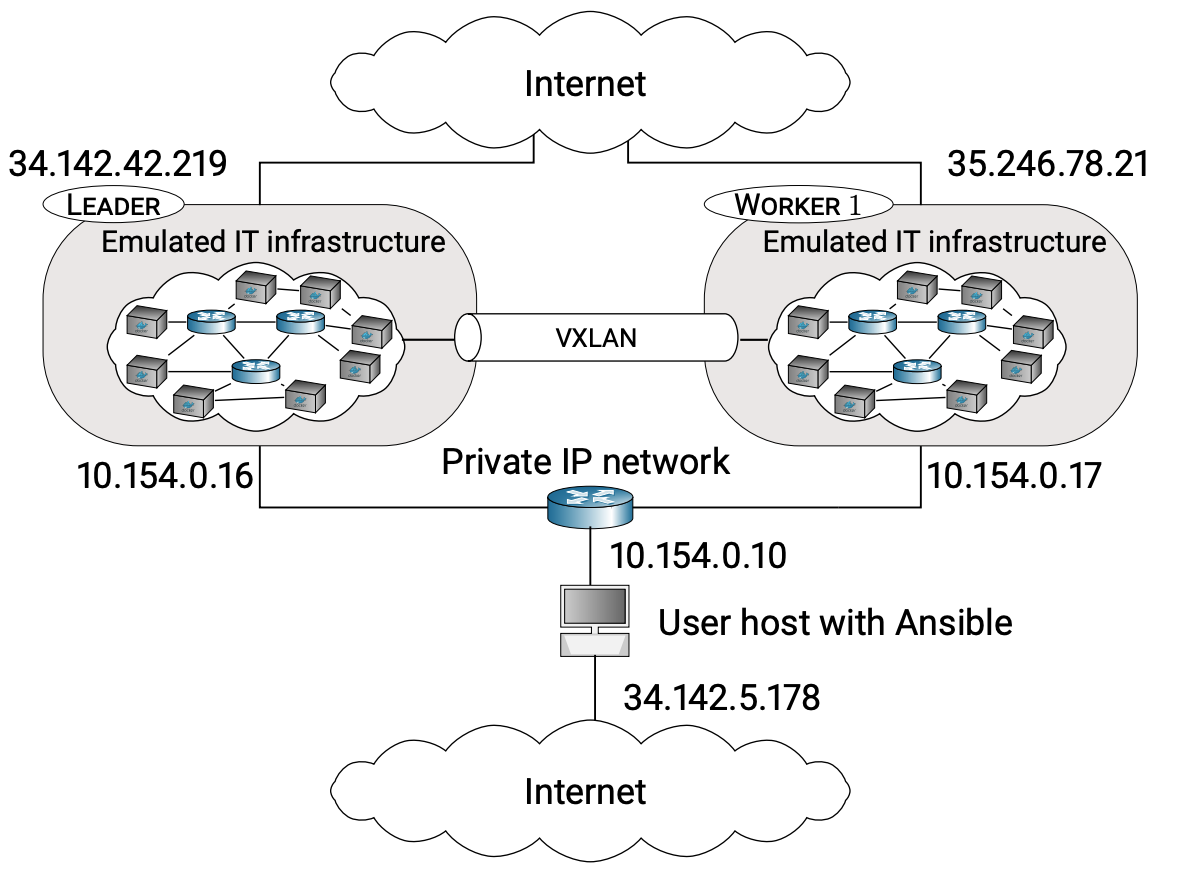 Internet
34.142.42.219
35.246.78.21
LEADER
WORKER 1
Emulated IT infrastructure
Emulated IT infrastructure
VXLAN
Private IP network
10.154.0.16
10.154.0.17
10.154.0.10
User host with Ansible
34.142.5.178
Internet